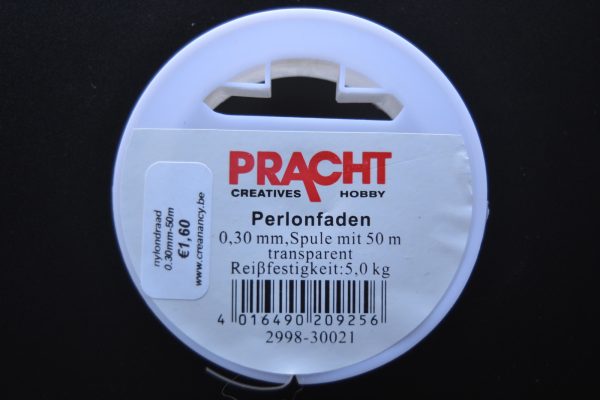 PRACHT
CREATIVES HOBBY
Perlonfaden
0,30 mm,Spule mit 50 m
transparent
Reißfestigkeit:5,0 kg
4 016490 209256
2998-30021
nylondraad
0.30mm-50m
€1,60
www.creanancy.be